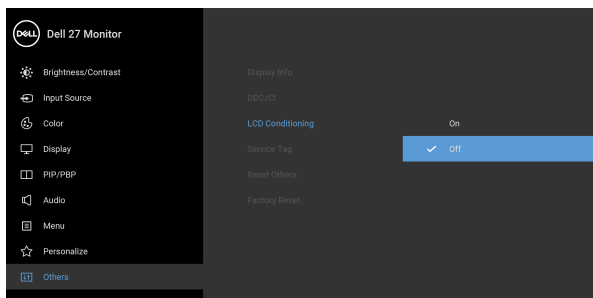 DELL Dell 27 Monitor
Brightness/Contrast
Input Source
Color
Display
PIP/PBP
Audio
Menu
Personalize
Others
Display Info
DDC/CI
LCD Conditioning
Service Tag
Reset Others
Factory Reset
On
Off